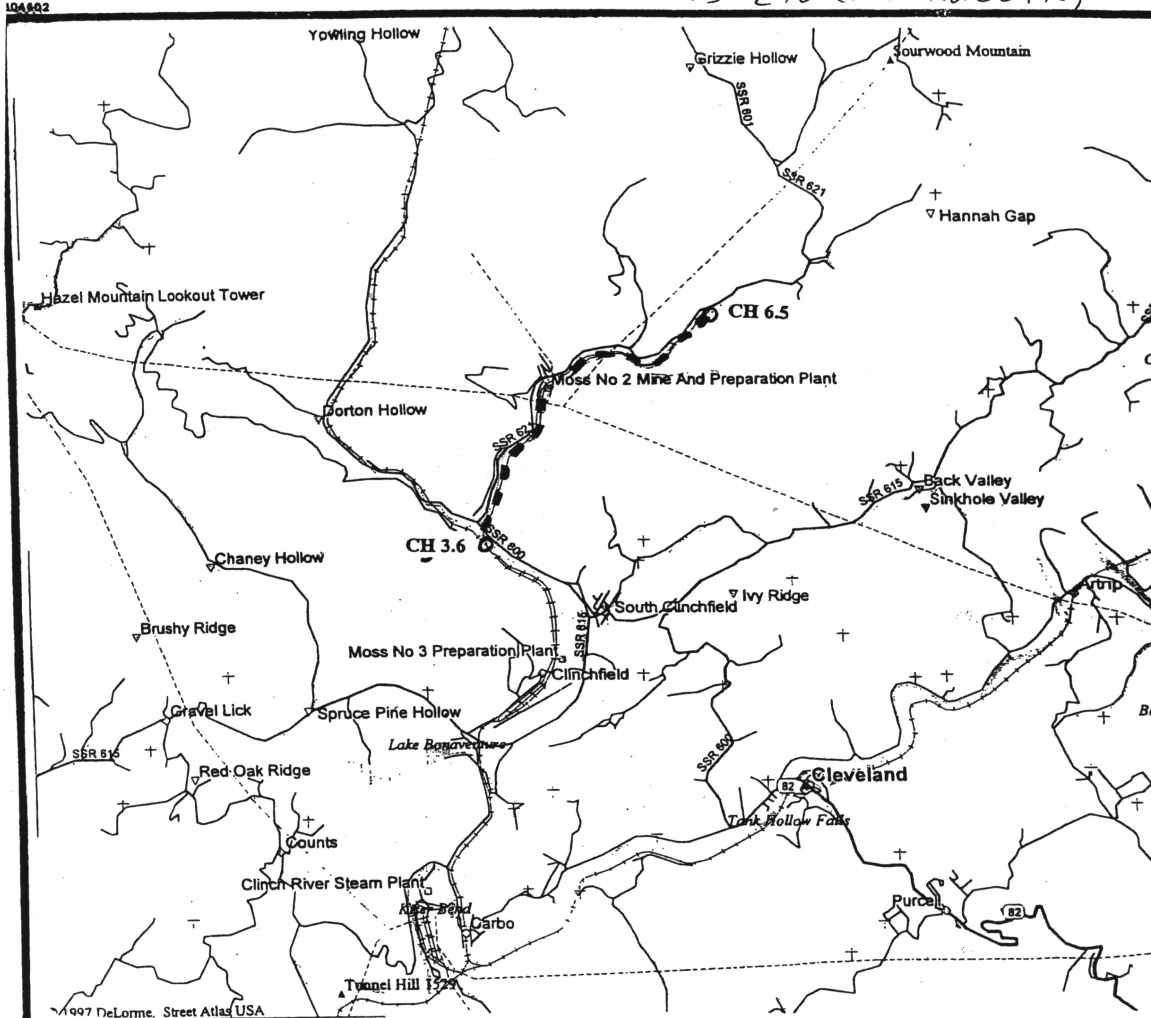 104602
Yowling Hollow
Grizzie Hollow
Sourwood Mountain
SSR 601
SSR 621
Hannah Gap
Hazel Mountain Lookout Tower
CH 6.5
Moss No 2 Mine And Preparation Plant
Dorton Hollow
SSR 621
Back Valley
SSR 615
Sinkhole Valley
CH 3.6
SSR 600
Chaney Hollow
Artrip
Ivy Ridge
South Clinchfield
Brushy Ridge
SSR 615
Moss No 3 Preparation Plant
Clinchfield
Gravel Lick
Spruce Pine Hollow
Lake Bonaventure
SSR 615
SSR 600
Red Oak Ridge
Cleveland
82
Tank Hollow Falls
Counts
Clinch River Steam Plant
Purcell
Kiser Bend
82
Carbo
Tunnel Hill 1529
©1997 DeLorme, Street Atlas USA